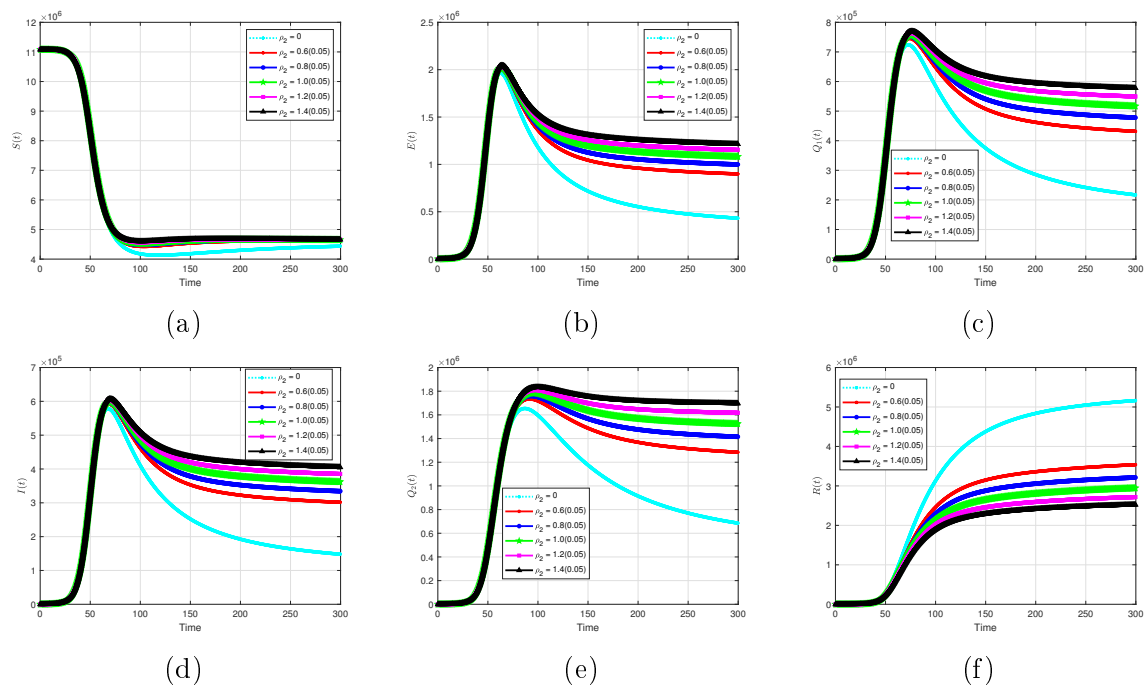 ×10⁶
S(t)
11
10
9
8
7
6
5
4
0 50 100 150 200 250 300
Time
ρ₂ = 0
ρ₂ = 0.6(0.05)
ρ₂ = 0.8(0.05)
ρ₂ = 1.0(0.05)
ρ₂ = 1.2(0.05)
ρ₂ = 1.4(0.05)
(a)
×10⁶
E(t)
2.5
2
1.5
1
0.5
0
0 50 100 150 200 250 300
Time
ρ₂ = 0
ρ₂ = 0.6(0.05)
ρ₂ = 0.8(0.05)
ρ₂ = 1.0(0.05)
ρ₂ = 1.2(0.05)
ρ₂ = 1.4(0.05)
(b)
×10⁵
Q₁(t)
8
7
6
5
4
3
2
1
0
0 50 100 150 200 250 300
Time
ρ₂ = 0
ρ₂ = 0.6(0.05)
ρ₂ = 0.8(0.05)
ρ₂ = 1.0(0.05)
ρ₂ = 1.2(0.05)
ρ₂ = 1.4(0.05)
(c)
×10⁵
I(t)
7
6
5
4
3
2
1
0
0 50 100 150 200 250 300
Time
ρ₂ = 0
ρ₂ = 0.6(0.05)
ρ₂ = 0.8(0.05)
ρ₂ = 1.0(0.05)
ρ₂ = 1.2(0.05)
ρ₂ = 1.4(0.05)
(d)
×10⁶
Q₂(t)
2
1.8
1.6
1.4
1.2
1
0.8
0.6
0.4
0.2
0
0 50 100 150 200 250 300
Time
ρ₂ = 0
ρ₂ = 0.6(0.05)
ρ₂ = 0.8(0.05)
ρ₂ = 1.0(0.05)
ρ₂ = 1.2(0.05)
ρ₂ = 1.4(0.05)
(e)
×10⁶
R(t)
6
5
4
3
2
1
0
0 50 100 150 200 250 300
Time
ρ₂ = 0
ρ₂ = 0.6(0.05)
ρ₂ = 0.8(0.05)
ρ₂ = 1.0(0.05)
ρ₂ = 1.2(0.05)
ρ₂ = 1.4(0.05)
(f)